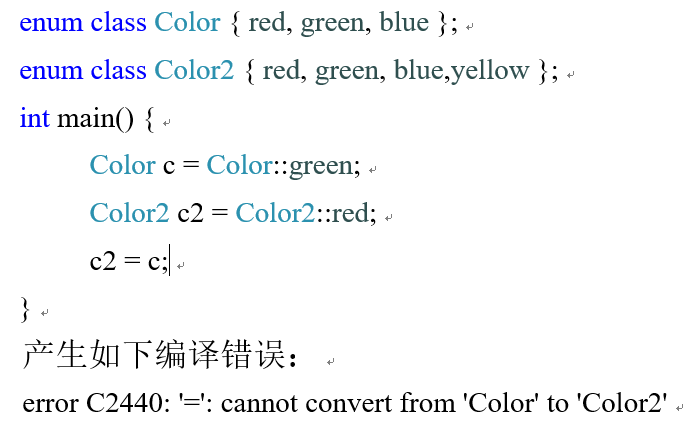 enum class Color { red, green, blue };
enum class Color2 { red, green, blue,yellow };
int main() {
Color c = Color::green;
Color2 c2 = Color2::red;
c2 = c;
}
产生如下编译错误：
error C2440: '=': cannot convert from 'Color' to 'Color2'